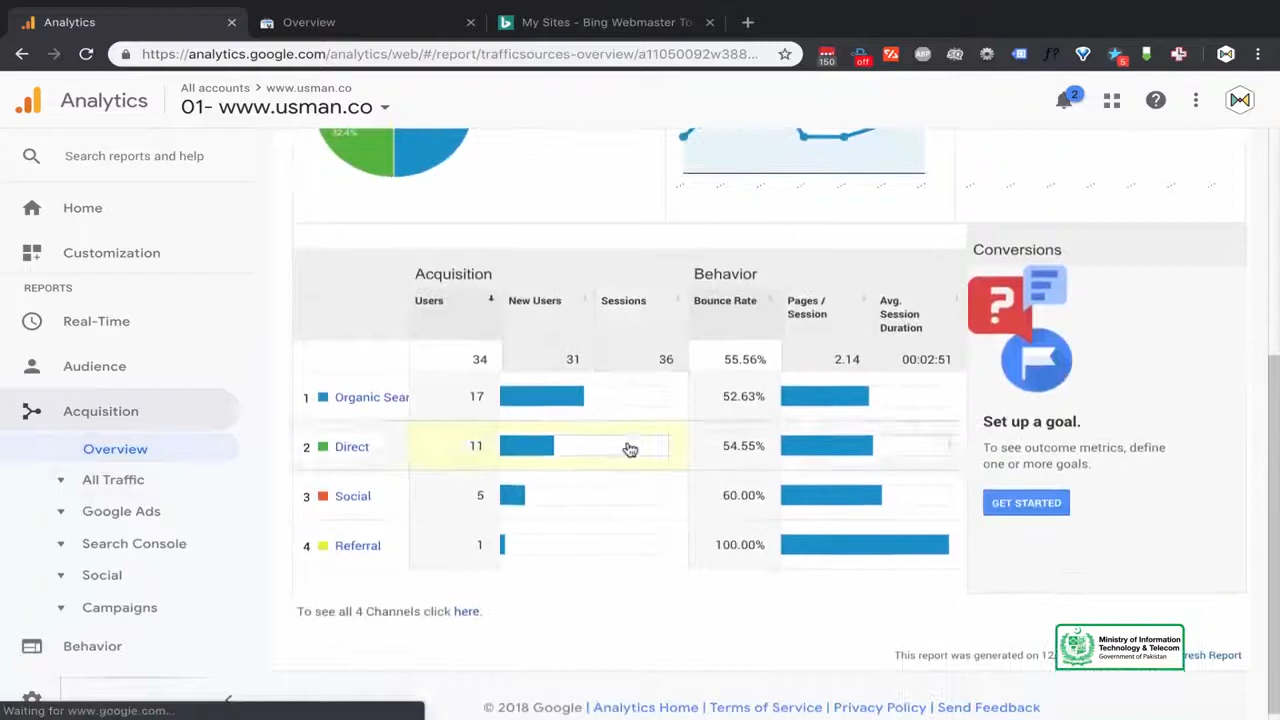 Analytics
Overview
My Sites - Bing Webmaster To
https://analytics.google.com/analytics/web/#/report/trafficsources-overview/a11050092w388...
150
off
ABP
f?
5
Analytics
All accounts > www.usman.co
01- www.usman.co
2
Search reports and help
Home
Customization
REPORTS
Real-Time
Audience
Acquisition
Overview
All Traffic
Google Ads
Search Console
Social
Campaigns
Behavior
32.4%
Acquisition
Behavior
Conversions
Users
New Users
Sessions
Bounce Rate
Pages / Session
Avg. Session Duration
34
31
36
55.56%
2.14
00:02:51
1 Organic Sear 17 52.63%
2 Direct 11 54.55%
3 Social 5 60.00%
4 Referral 1 100.00%
Set up a goal.
To see outcome metrics, define
one or more goals.
GET STARTED
To see all 4 Channels click here.
This report was generated on 12
resh Report
Ministry of Information
Technology & Telecom
Government of Pakistan
© 2018 Google | Analytics Home | Terms of Service | Privacy Policy | Send Feedback
Waiting for www.google.com...